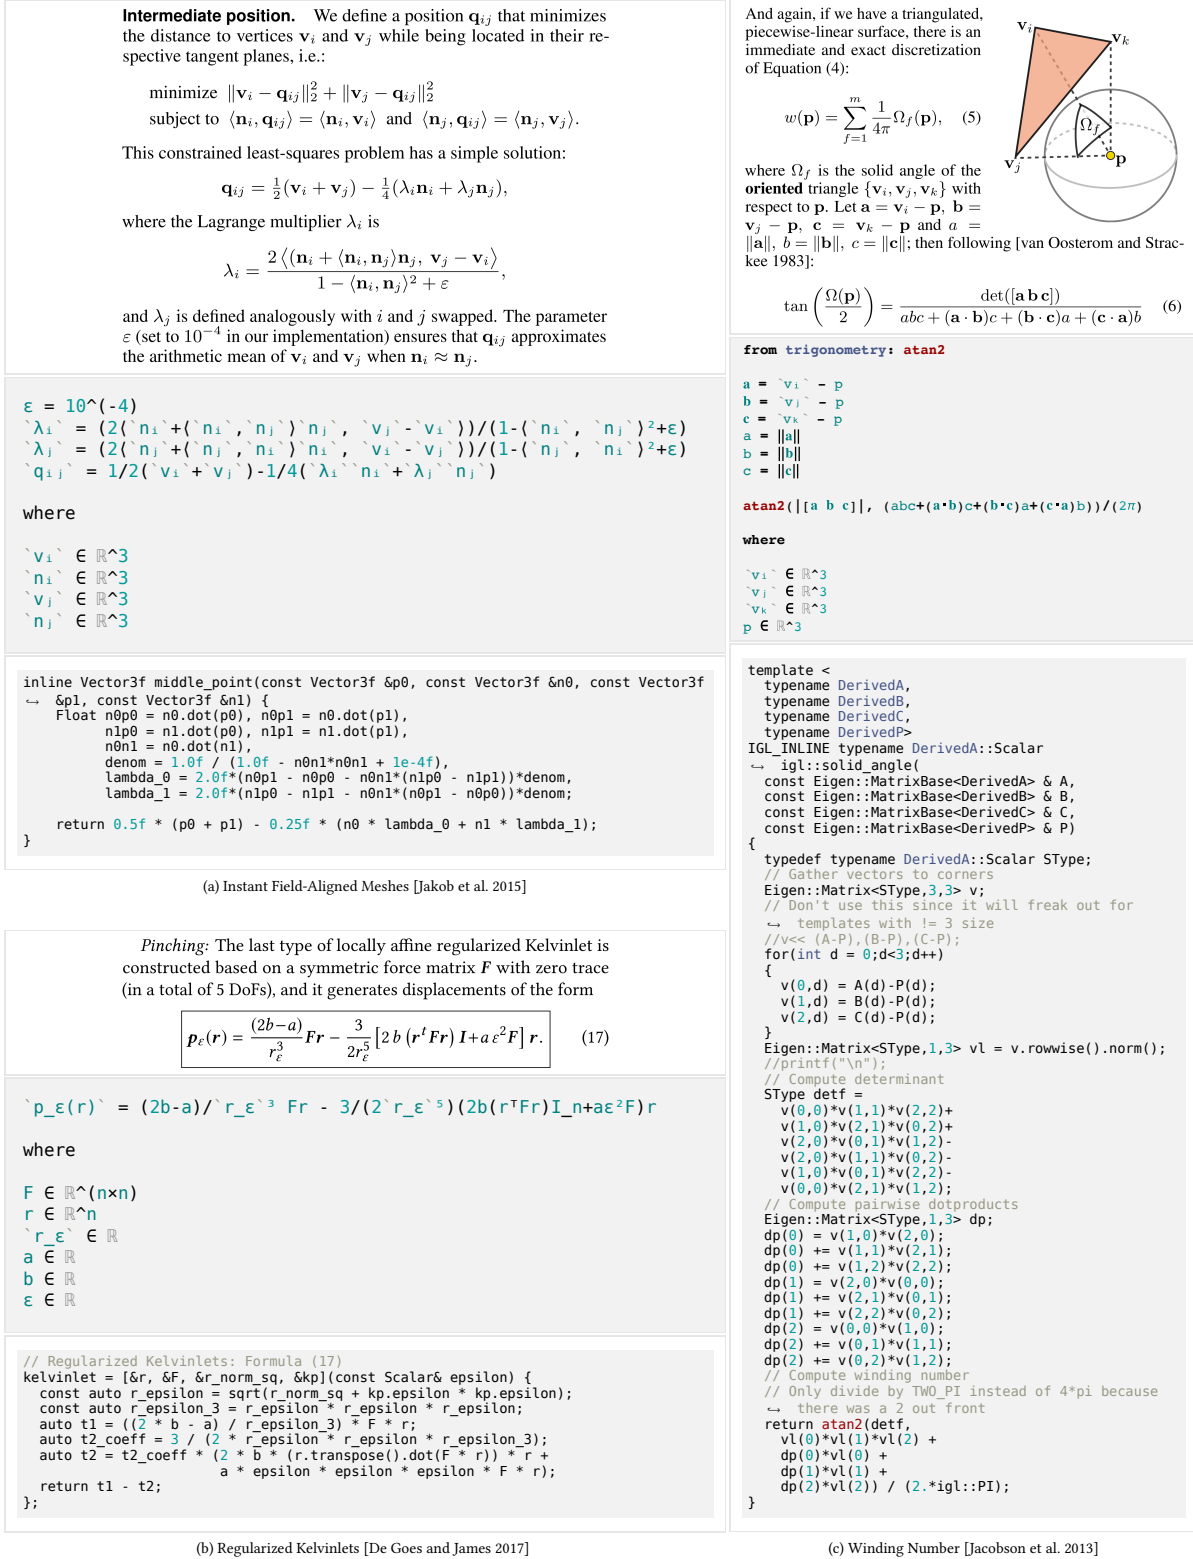 Intermediate position. We define a position q_ij that minimizes
the distance to vertices v_i and v_j while being located in their re-
spective tangent planes, i.e.:
minimize ‖v_i − q_ij‖₂² + ‖v_j − q_ij‖₂²
subject to ⟨n_i, q_ij⟩ = ⟨n_i, v_i⟩ and ⟨n_j, q_ij⟩ = ⟨n_j, v_j⟩.
This constrained least-squares problem has a simple solution:
q_ij = ½(v_i + v_j) − ¼(λ_i n_i + λ_j n_j),
where the Lagrange multiplier λ_i is
λ_i = 2⟨(n_i + ⟨n_i, n_j⟩n_j, v_j − v_i⟩ / (1 − ⟨n_i, n_j⟩² + ε),
and λ_j is defined analogously with i and j swapped. The parameter
ε (set to 10⁻⁴ in our implementation) ensures that q_ij approximates
the arithmetic mean of v_i and v_j when n_i ≈ n_j.
ε = 10^(-4)
`λᵢ` = (2⟨`nᵢ`+⟨`nᵢ`,`nⱼ`⟩`nⱼ`, `vⱼ`-`vᵢ`⟩)/(1-⟨`nᵢ`, `nⱼ`⟩²+ε)
`λⱼ` = (2⟨`nⱼ`+⟨`nⱼ`,`nᵢ`⟩`nᵢ`, `vᵢ`-`vⱼ`⟩)/(1-⟨`nⱼ`, `nᵢ`⟩²+ε)
`qᵢⱼ` = 1/2(`vᵢ`+`vⱼ`)-1/4(`λᵢ``nᵢ`+`λⱼ``nⱼ`)
where
`vᵢ` ∈ ℝ^3
`nᵢ` ∈ ℝ^3
`vⱼ` ∈ ℝ^3
`nⱼ` ∈ ℝ^3
inline Vector3f middle_point(const Vector3f &p0, const Vector3f &n0, const Vector3f
↪ &p1, const Vector3f &n1) {
Float n0p0 = n0.dot(p0), n0p1 = n0.dot(p1),
n1p0 = n1.dot(p0), n1p1 = n1.dot(p1),
n0n1 = n0.dot(n1),
denom = 1.0f / (1.0f - n0n1*n0n1 + 1e-4f),
lambda_0 = 2.0f*(n0p1 - n0p0 - n0n1*(n1p0 - n1p1))*denom,
lambda_1 = 2.0f*(n1p0 - n1p1 - n0n1*(n0p1 - n0p0))*denom;
return 0.5f * (p0 + p1) - 0.25f * (n0 * lambda_0 + n1 * lambda_1);
}
(a) Instant Field-Aligned Meshes [Jakob et al. 2015]
Pinching: The last type of locally affine regularized Kelvinlet is
constructed based on a symmetric force matrix F with zero trace
(in a total of 5 DoFs), and it generates displacements of the form
p_ε(r) = (2b−a)/r_ε³ Fr − 3/(2r_ε⁵) [2 b (rᵗFr) I + a ε² F] r. (17)
`p_ε(r)` = (2b-a)/`r_ε`³ Fr - 3/(2`r_ε`⁵)(2b(rᵀFr)I_n+aε²F)r
where
F ∈ ℝ^(n×n)
r ∈ ℝ^n
`r_ε` ∈ ℝ
a ∈ ℝ
b ∈ ℝ
ε ∈ ℝ
// Regularized Kelvinlets: Formula (17)
kelvinlet = [&r, &F, &r_norm_sq, &kp](const Scalar& epsilon) {
const auto r_epsilon = sqrt(r_norm_sq + kp.epsilon * kp.epsilon);
const auto r_epsilon_3 = r_epsilon * r_epsilon * r_epsilon;
auto t1 = ((2 * b - a) / r_epsilon_3) * F * r;
auto t2_coeff = 3 / (2 * r_epsilon * r_epsilon * r_epsilon_3);
auto t2 = t2_coeff * (2 * b * (r.transpose().dot(F * r)) * r +
a * epsilon * epsilon * epsilon * F * r);
return t1 - t2;
};
(b) Regularized Kelvinlets [De Goes and James 2017]
And again, if we have a triangulated,
piecewise-linear surface, there is an
immediate and exact discretization
of Equation (4):
w(p) = ∑_{f=1}^{m} 1/(4π) Ω_f(p), (5)
where Ω_f is the solid angle of the
oriented triangle {v_i, v_j, v_k} with
respect to p. Let a = v_i − p, b =
v_j − p, c = v_k − p and a =
‖a‖, b = ‖b‖, c = ‖c‖; then following [van Oosterom and Strac-
kee 1983]:
tan(Ω(p)/2) = det([a b c]) / (abc + (a · b)c + (b · c)a + (c · a)b) (6)
v_i
v_k
Ω_f
v_j
p
from trigonometry: atan2
a = `vᵢ` - p
b = `vⱼ` - p
c = `vₖ` - p
a = ‖a‖
b = ‖b‖
c = ‖c‖
atan2(|[a b c]|, (abc+(a·b)c+(b·c)a+(c·a)b))/(2π)
where
`vᵢ` ∈ ℝ^3
`vⱼ` ∈ ℝ^3
`vₖ` ∈ ℝ^3
p ∈ ℝ^3
template <
typename DerivedA,
typename DerivedB,
typename DerivedC,
typename DerivedP>
IGL_INLINE typename DerivedA::Scalar
↪ igl::solid_angle(
const Eigen::MatrixBase<DerivedA> & A,
const Eigen::MatrixBase<DerivedB> & B,
const Eigen::MatrixBase<DerivedC> & C,
const Eigen::MatrixBase<DerivedP> & P)
{
typedef typename DerivedA::Scalar SType;
// Gather vectors to corners
Eigen::Matrix<SType,3,3> v;
// Don't use this since it will freak out for
↪ templates with != 3 size
//v<< (A-P),(B-P),(C-P);
for(int d = 0;d<3;d++)
{
v(0,d) = A(d)-P(d);
v(1,d) = B(d)-P(d);
v(2,d) = C(d)-P(d);
}
Eigen::Matrix<SType,1,3> vl = v.rowwise().norm();
//printf("\n");
// Compute determinant
SType detf =
v(0,0)*v(1,1)*v(2,2)+
v(1,0)*v(2,1)*v(0,2)+
v(2,0)*v(0,1)*v(1,2)-
v(2,0)*v(1,1)*v(0,2)-
v(1,0)*v(0,1)*v(2,2)-
v(0,0)*v(2,1)*v(1,2);
// Compute pairwise dotproducts
Eigen::Matrix<SType,1,3> dp;
dp(0) = v(1,0)*v(2,0);
dp(0) += v(1,1)*v(2,1);
dp(0) += v(1,2)*v(2,2);
dp(1) = v(2,0)*v(0,0);
dp(1) += v(2,1)*v(0,1);
dp(1) += v(2,2)*v(0,2);
dp(2) = v(0,0)*v(1,0);
dp(2) += v(0,1)*v(1,1);
dp(2) += v(0,2)*v(1,2);
// Compute winding number
// Only divide by TWO_PI instead of 4*pi because
↪ there was a 2 out front
return atan2(detf,
vl(0)*vl(1)*vl(2) +
dp(0)*vl(0) +
dp(1)*vl(1) +
dp(2)*vl(2)) / (2.*igl::PI);
}
(c) Winding Number [Jacobson et al. 2013]